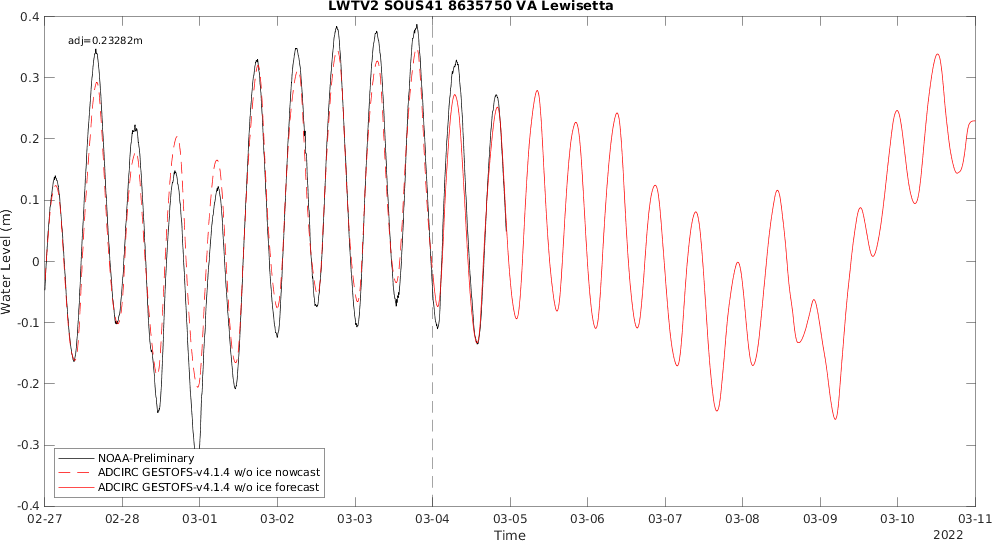 LWTV2 SOUS41 8635750 VA Lewisetta
adj=0.23282m
0.4
0.3
0.2
0.1
0
-0.1
-0.2
-0.3
-0.4
Water Level (m)
NOAA-Preliminary
ADCIRC GESTOFS-v4.1.4 w/o ice nowcast
ADCIRC GESTOFS-v4.1.4 w/o ice forecast
02-27 02-28 03-01 03-02 03-03 03-04 03-05 03-06 03-07 03-08 03-09 03-10 03-11
Time
2022